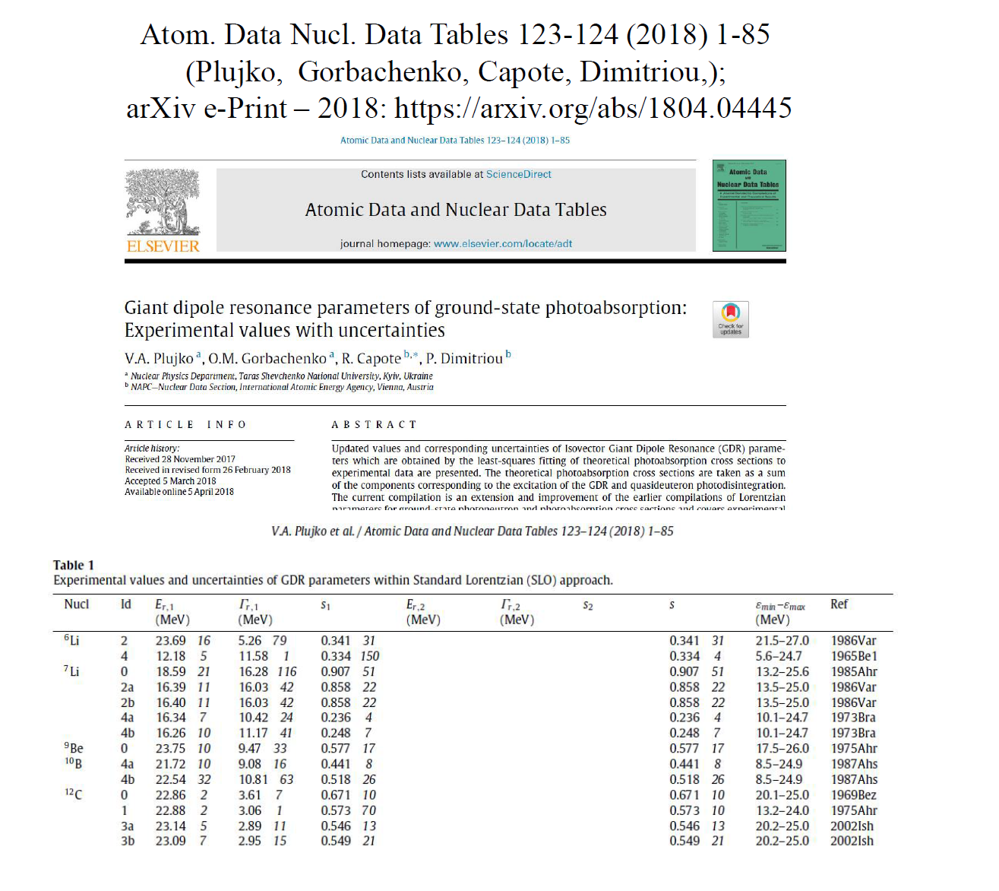 Atom. Data Nucl. Data Tables 123-124 (2018) 1-85
(Plujko, Gorbachenko, Capote, Dimitriou,);
arXiv e-Print – 2018: https://arxiv.org/abs/1804.04445
Atomic Data and Nuclear Data Tables 123–124 (2018) 1–85
Contents lists available at ScienceDirect
Atomic Data and Nuclear Data Tables
journal homepage: www.elsevier.com/locate/adt
ELSEVIER
Atomic Data
AND
Nuclear Data Tables
Giant dipole resonance parameters of ground-state photoabsorption:
Experimental values with uncertainties
Check for
updates
V.A. Plujko a, O.M. Gorbachenko a, R. Capote b,*, P. Dimitriou b
a Nuclear Physics Department, Taras Shevchenko National University, Kyiv, Ukraine
b NAPC—Nuclear Data Section, International Atomic Energy Agency, Vienna, Austria
ARTICLE INFO
Article history:
Received 28 November 2017
Received in revised form 26 February 2018
Accepted 5 March 2018
Available online 5 April 2018
ABSTRACT
Updated values and corresponding uncertainties of Isovector Giant Dipole Resonance (GDR) parame-
ters which are obtained by the least-squares fitting of theoretical photoabsorption cross sections to
experimental data are presented. The theoretical photoabsorption cross sections are taken as a sum
of the components corresponding to the excitation of the GDR and quasideuteron photodisintegration.
The current compilation is an extension and improvement of the earlier compilations of Lorentzian
parameters for ground-state photoneutron and photoabsorption cross sections and covers experimental
V.A. Plujko et al. / Atomic Data and Nuclear Data Tables 123–124 (2018) 1–85
Table 1
Experimental values and uncertainties of GDR parameters within Standard Lorentzian (SLO) approach.
Nucl Id Er,1 Γr,1 s1 Er,2 Γr,2 s2 s εmin–εmax Ref
(MeV) (MeV) (MeV) (MeV) (MeV)
6Li 2 23.69 16 5.26 79 0.341 31 0.341 31 21.5–27.0 1986Var
4 12.18 5 11.58 1 0.334 150 0.334 4 5.6–24.7 1965Be1
7Li 0 18.59 21 16.28 116 0.907 51 0.907 51 13.2–25.6 1985Ahr
2a 16.39 11 16.03 42 0.858 22 0.858 22 13.5–25.0 1986Var
2b 16.40 11 16.03 42 0.858 22 0.858 22 13.5–25.0 1986Var
4a 16.34 7 10.42 24 0.236 4 0.236 4 10.1–24.7 1973Bra
4b 16.26 10 11.17 41 0.248 7 0.248 7 10.1–24.7 1973Bra
9Be 0 23.75 10 9.47 33 0.577 17 0.577 17 17.5–26.0 1975Ahr
10B 4a 21.72 10 9.08 16 0.441 8 0.441 8 8.5–24.9 1987Ahs
4b 22.54 32 10.81 63 0.518 26 0.518 26 8.5–24.9 1987Ahs
12C 0 22.86 2 3.61 7 0.671 10 0.671 10 20.1–25.0 1969Bez
1 22.88 2 3.06 1 0.573 70 0.573 10 13.2–24.0 1975Ahr
3a 23.14 5 2.89 11 0.546 13 0.546 13 20.2–25.0 2002Ish
3b 23.09 7 2.95 15 0.549 21 0.549 21 20.2–25.0 2002Ish